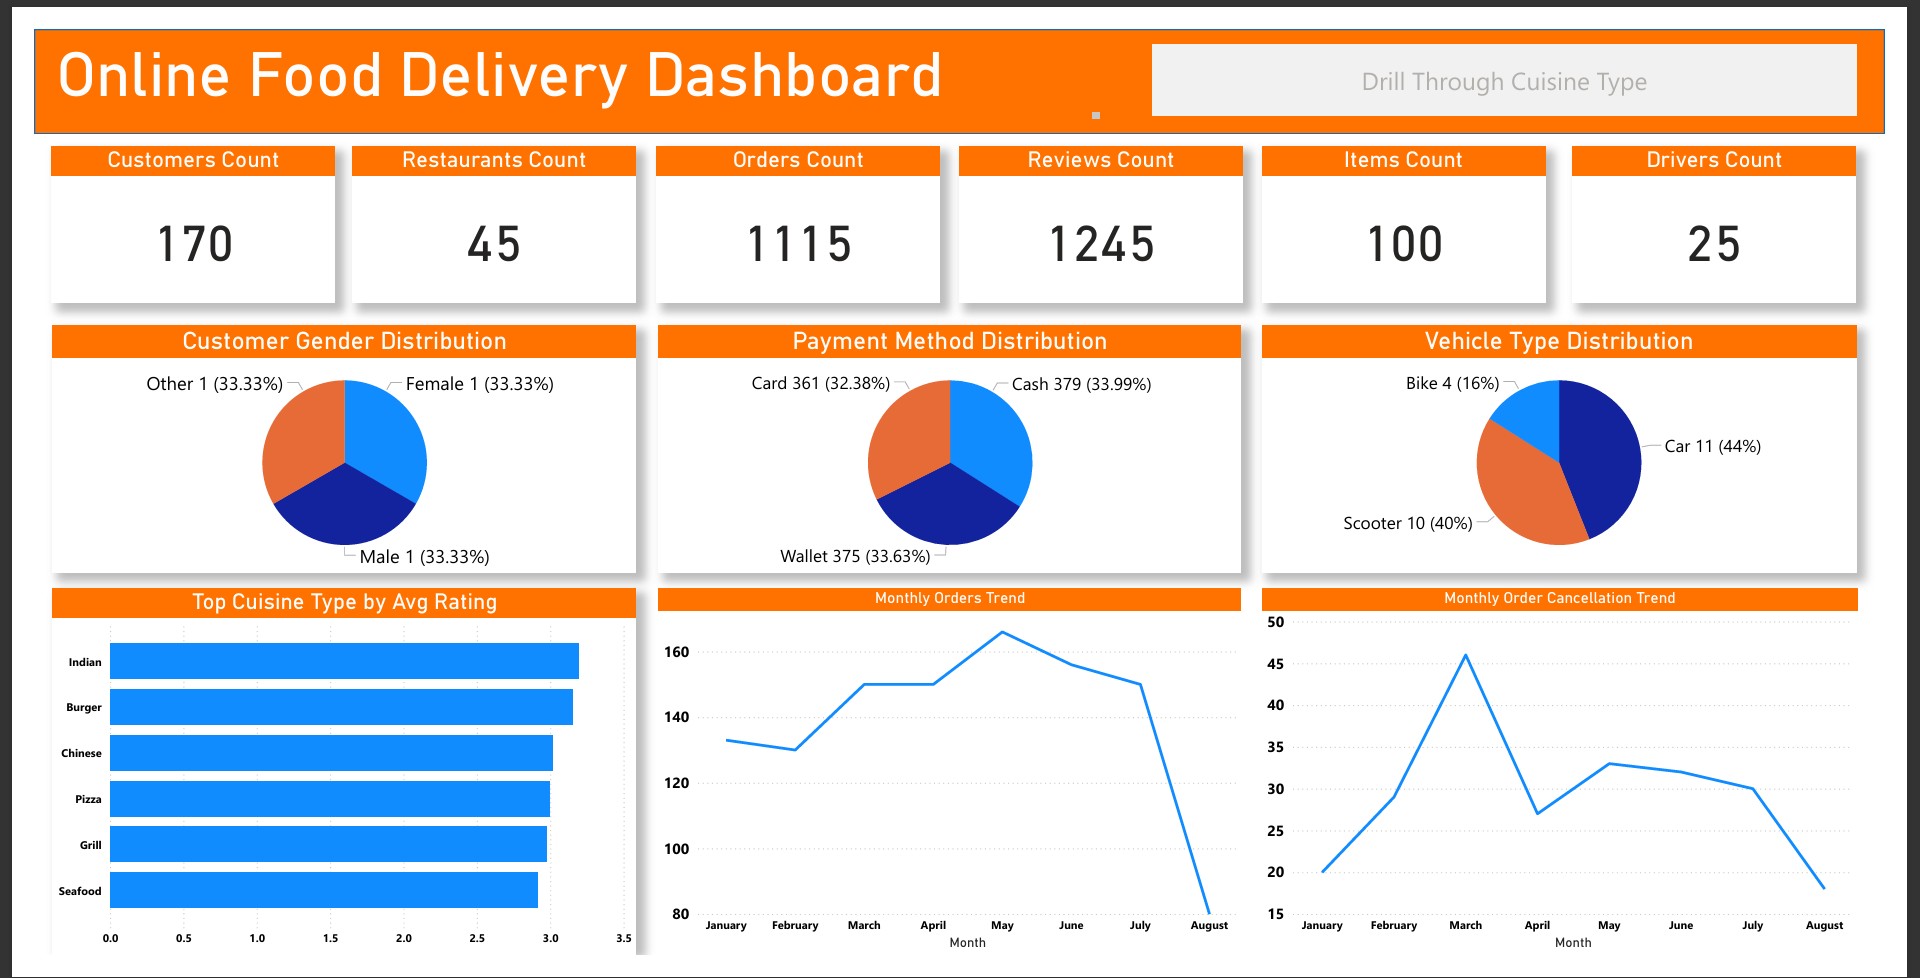 Online Food Delivery Dashboard
Drill Through Cuisine Type
Customers Count
170
Restaurants Count
45
Orders Count
1115
Reviews Count
1245
Items Count
100
Drivers Count
25
Customer Gender Distribution
Other 1 (33.33%)
Female 1 (33.33%)
Male 1 (33.33%)
Payment Method Distribution
Card 361 (32.38%)
Cash 379 (33.99%)
Wallet 375 (33.63%)
Vehicle Type Distribution
Bike 4 (16%)
Car 11 (44%)
Scooter 10 (40%)
Top Cuisine Type by Avg Rating
Indian
Burger
Chinese
Pizza
Grill
Seafood
0.0 0.5 1.0 1.5 2.0 2.5 3.0 3.5
Monthly Orders Trend
160
140
120
100
80
January February March April May June July August
Month
Monthly Order Cancellation Trend
50
45
40
35
30
25
20
15
January February March April May June July August
Month